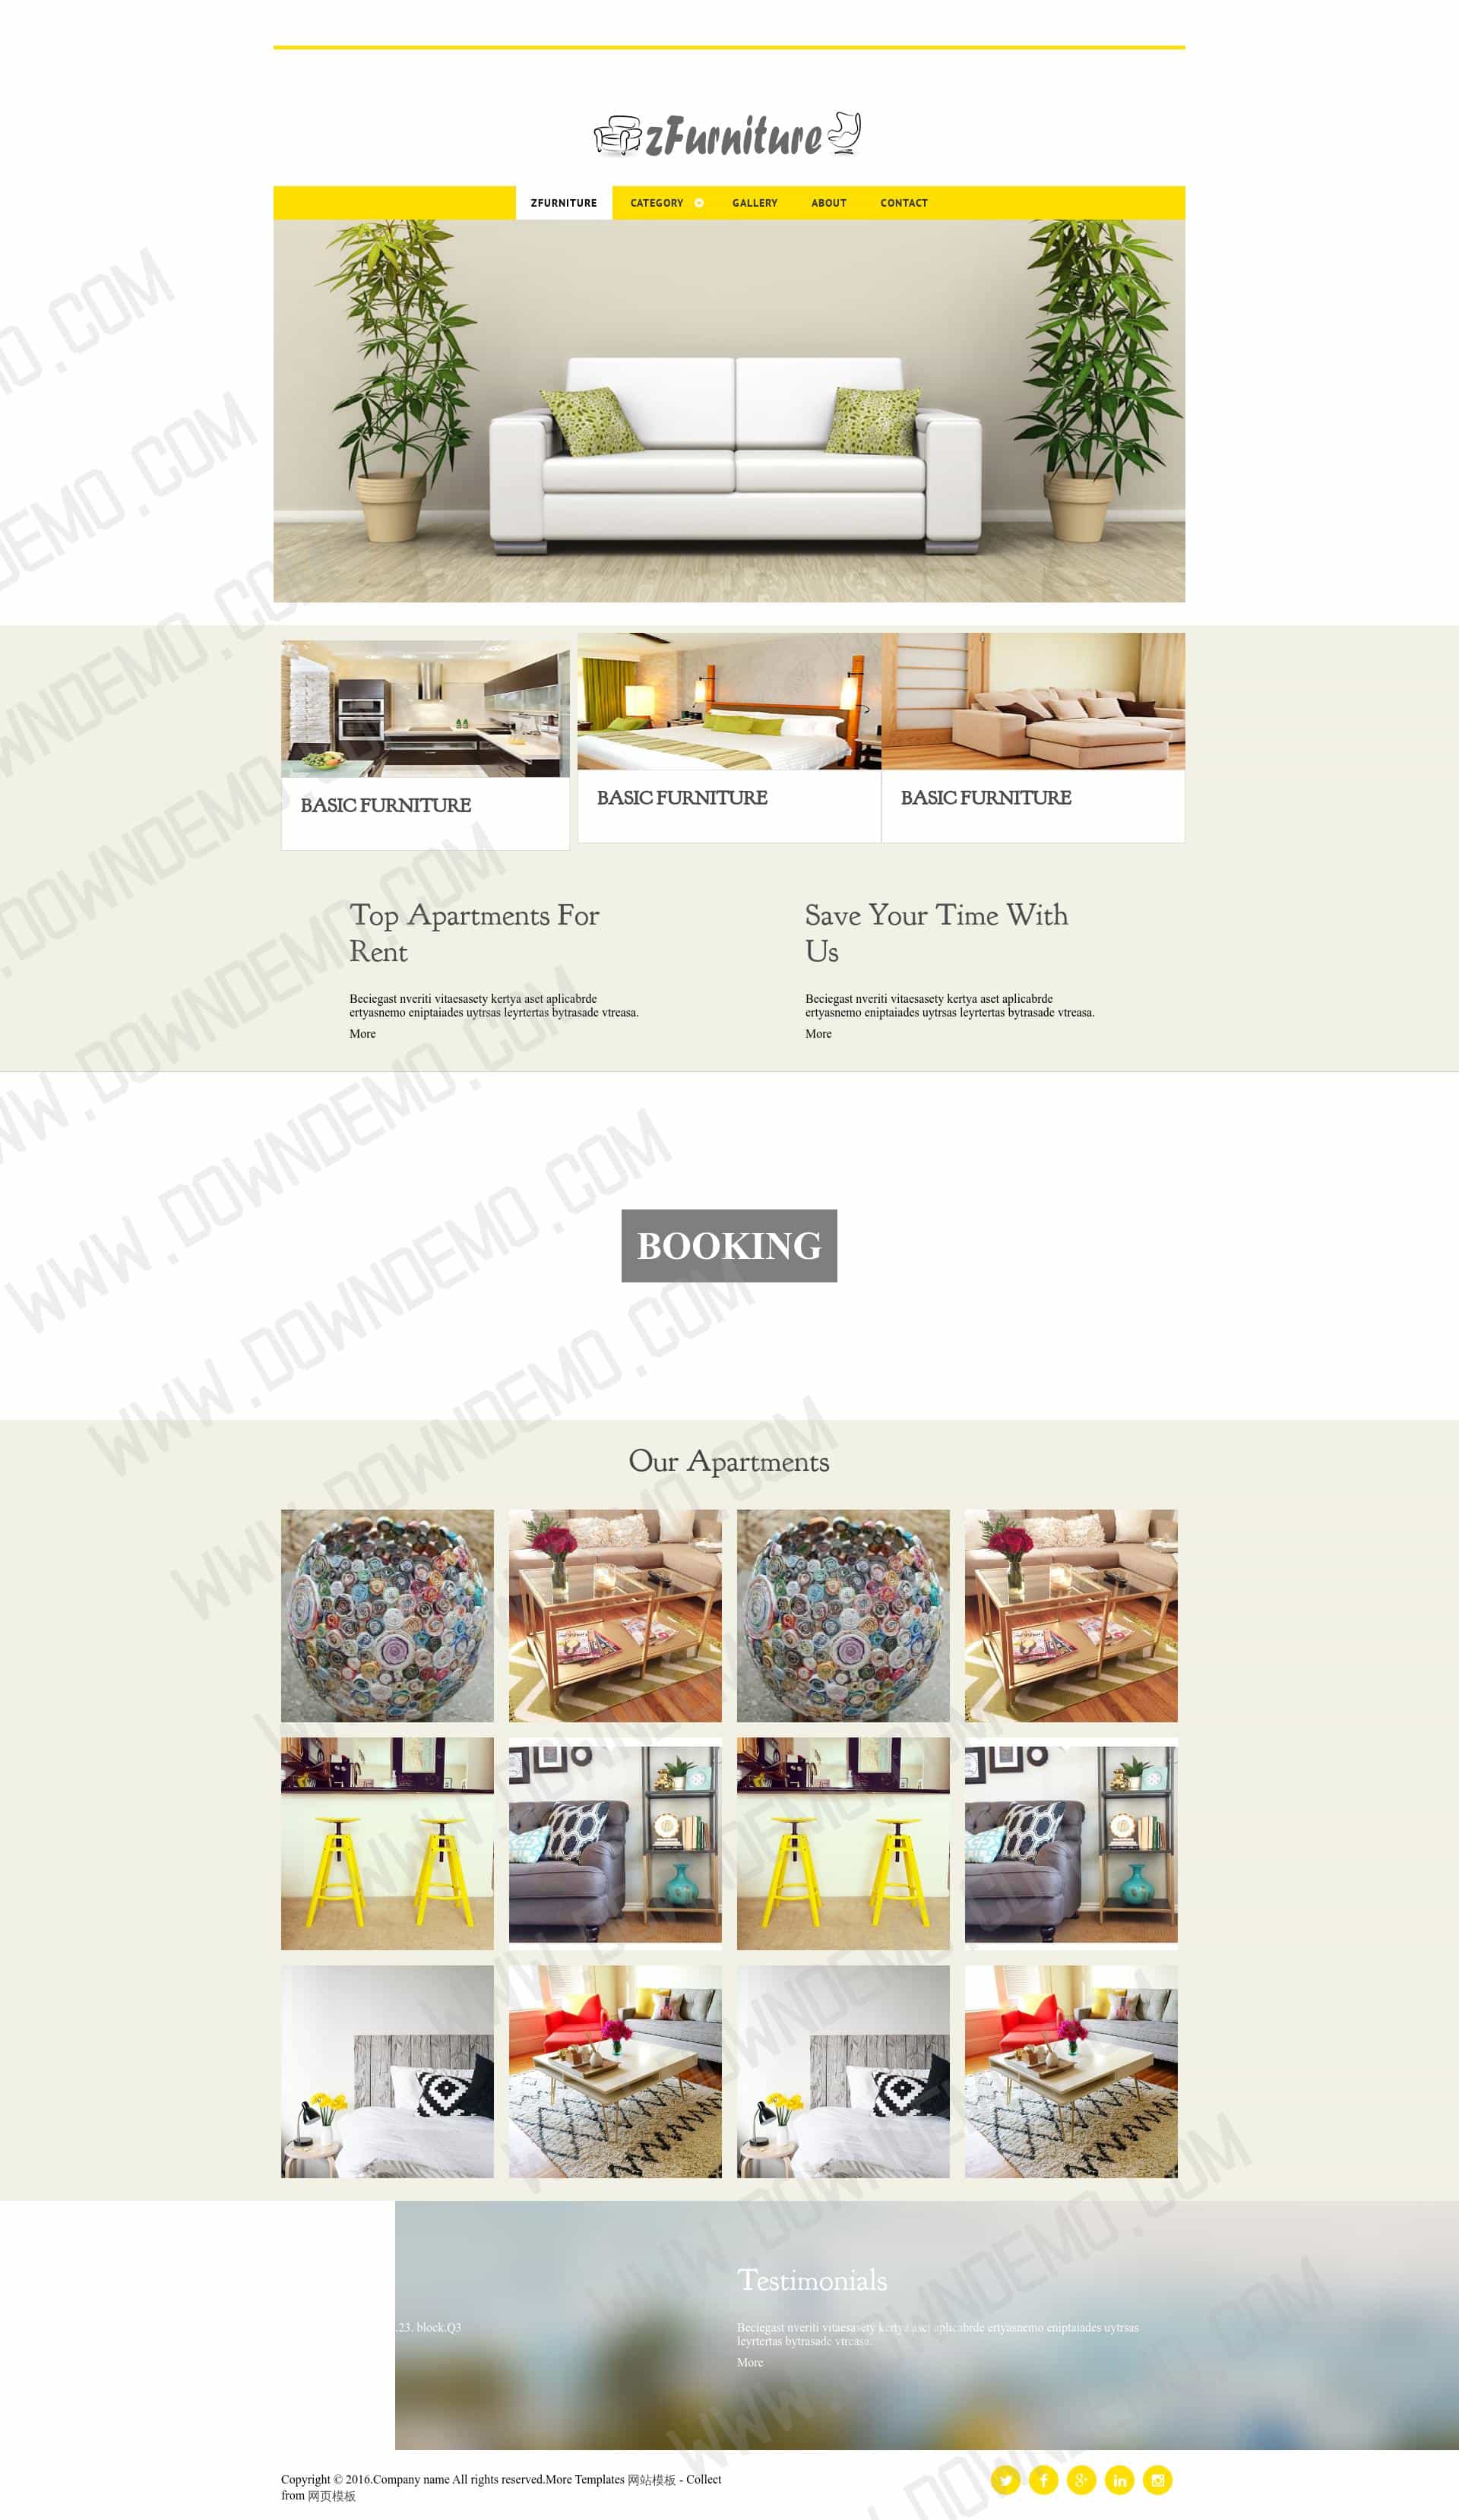 zFurniture
ZFURNITURE CATEGORY GALLERY ABOUT CONTACT
BASIC FURNITURE
BASIC FURNITURE
BASIC FURNITURE
Top Apartments For
Rent
Beciegast nveriti vitaesasety kertya aset aplicabrde
ertyasnemo eniptaiades uytrsas leyrtertas bytrasade vtreasa.
More
Save Your Time With
Us
Beciegast nveriti vitaesasety kertya aset aplicabrde
ertyasnemo eniptaiades uytrsas leyrtertas bytrasade vtreasa.
More
BOOKING
Our Apartments
.23. block.Q3
Testimonials
Beciegast nveriti vitaesasety kertya aset aplicabrde ertyasnemo eniptaiades uytrsas
leyrtertas bytrasade vtreasa.
More
Copyright © 2016.Company name All rights reserved.More Templates 网站模板 - Collect
from 网页模板
WWW.DOWNDEMO.COM